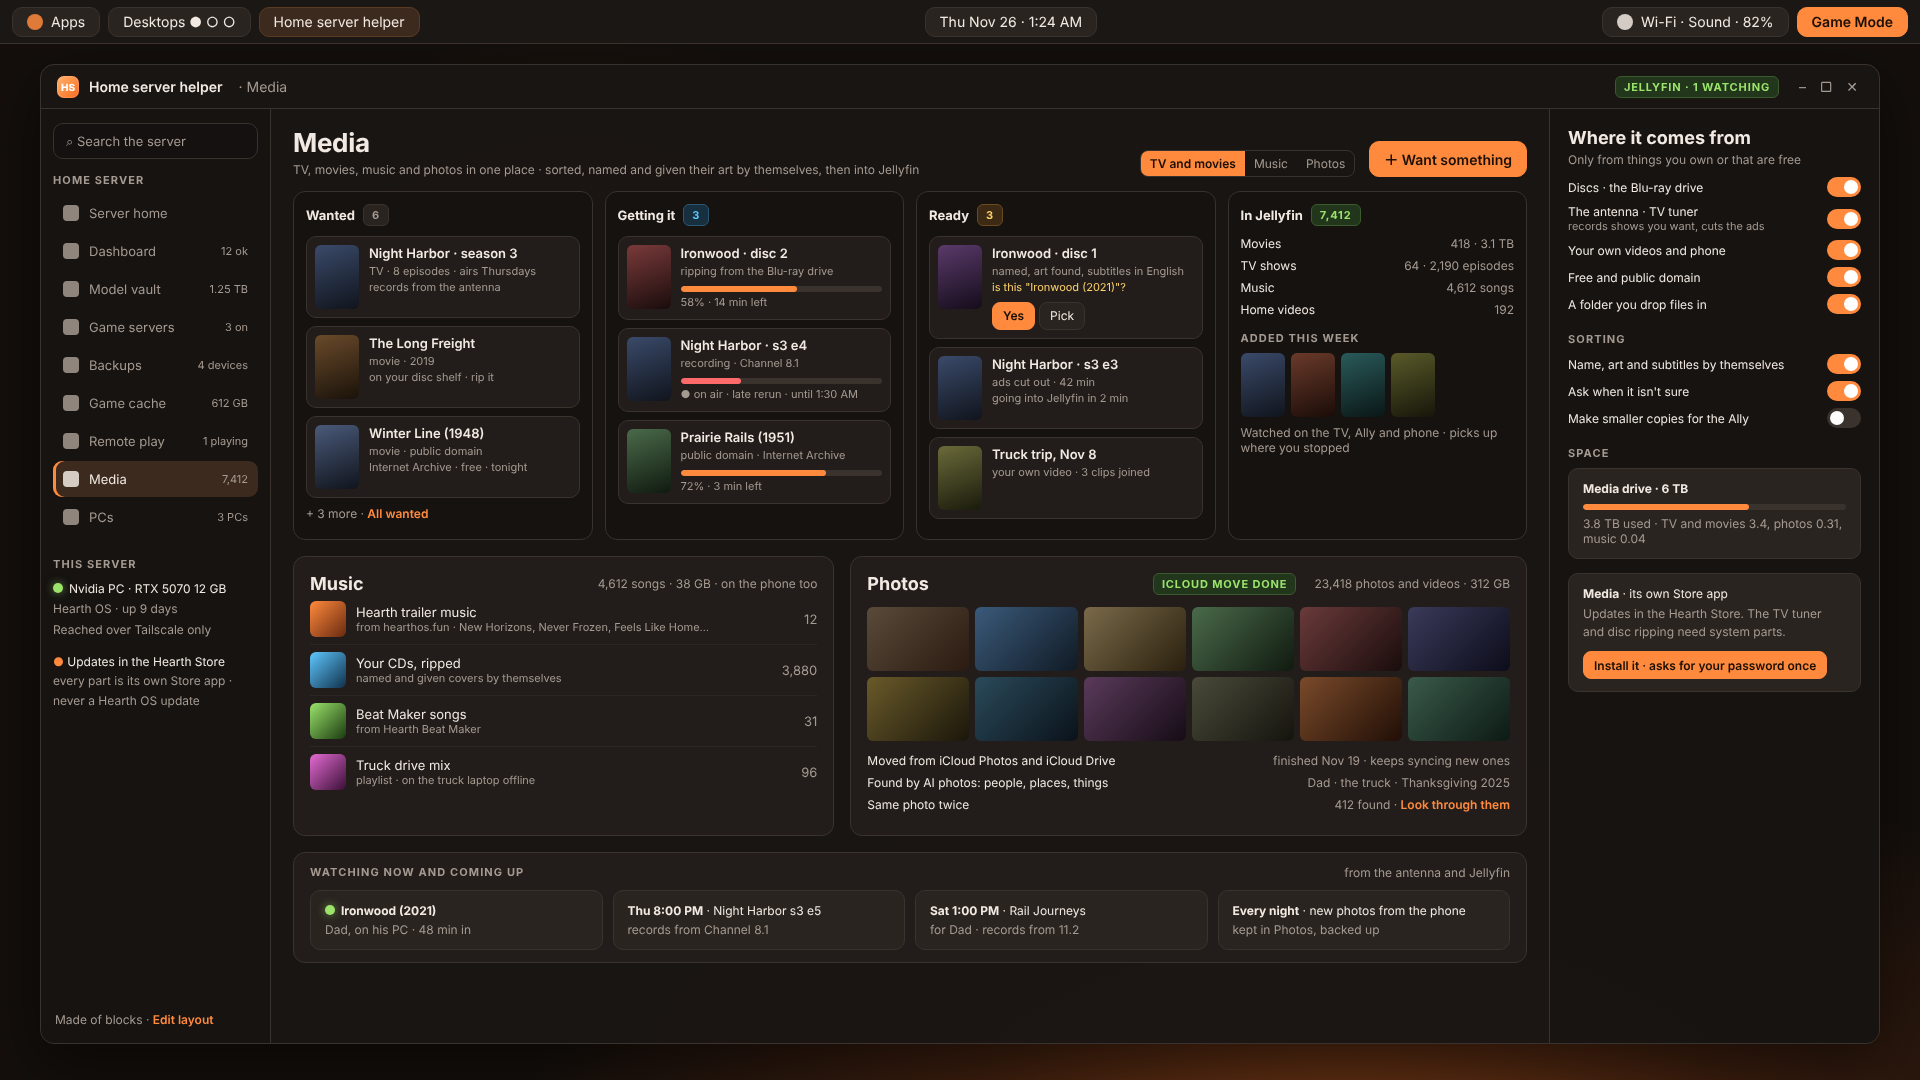 Apps
Desktops
Home server helper
Thu Nov 26 · 1:24 AM
Wi-Fi · Sound · 82%
Game Mode
HS
Home server helper · Media
JELLYFIN · 1 WATCHING
Search the server
HOME SERVER
Server home
Dashboard 12 ok
Model vault 1.25 TB
Game servers 3 on
Backups 4 devices
Game cache 612 GB
Remote play 1 playing
Media 7,412
PCs 3 PCs
THIS SERVER
Nvidia PC · RTX 5070 12 GB
Hearth OS · up 9 days
Reached over Tailscale only
Updates in the Hearth Store
every part is its own Store app ·
never a Hearth OS update
Made of blocks · Edit layout
Media
TV, movies, music and photos in one place · sorted, named and given their art by themselves, then into Jellyfin
TV and movies
Music
Photos
+ Want something
Wanted 6
Night Harbor · season 3
TV · 8 episodes · airs Thursdays
records from the antenna
The Long Freight
movie · 2019
on your disc shelf · rip it
Winter Line (1948)
movie · public domain
Internet Archive · free · tonight
+ 3 more · All wanted
Getting it 3
Ironwood · disc 2
ripping from the Blu-ray drive
58% · 14 min left
Night Harbor · s3 e4
recording · Channel 8.1
on air · late rerun · until 1:30 AM
Prairie Rails (1951)
public domain · Internet Archive
72% · 3 min left
Ready 3
Ironwood · disc 1
named, art found, subtitles in English
is this "Ironwood (2021)"?
Yes
Pick
Night Harbor · s3 e3
ads cut out · 42 min
going into Jellyfin in 2 min
Truck trip, Nov 8
your own video · 3 clips joined
In Jellyfin 7,412
Movies 418 · 3.1 TB
TV shows 64 · 2,190 episodes
Music 4,612 songs
Home videos 192
ADDED THIS WEEK
Watched on the TV, Ally and phone · picks up
where you stopped
Music
4,612 songs · 38 GB · on the phone too
Hearth trailer music
from hearthos.fun · New Horizons, Never Frozen, Feels Like Home...
12
Your CDs, ripped
named and given covers by themselves
3,880
Beat Maker songs
from Hearth Beat Maker
31
Truck drive mix
playlist · on the truck laptop offline
96
Photos
ICLOUD MOVE DONE
23,418 photos and videos · 312 GB
Moved from iCloud Photos and iCloud Drive finished Nov 19 · keeps syncing new ones
Found by AI photos: people, places, things Dad · the truck · Thanksgiving 2025
Same photo twice 412 found · Look through them
WATCHING NOW AND COMING UP
from the antenna and Jellyfin
Ironwood (2021)
Dad, on his PC · 48 min in
Thu 8:00 PM · Night Harbor s3 e5
records from Channel 8.1
Sat 1:00 PM · Rail Journeys
for Dad · records from 11.2
Every night · new photos from the phone
kept in Photos, backed up
Where it comes from
Only from things you own or that are free
Discs · the Blu-ray drive
The antenna · TV tuner
records shows you want, cuts the ads
Your own videos and phone
Free and public domain
A folder you drop files in
SORTING
Name, art and subtitles by themselves
Ask when it isn't sure
Make smaller copies for the Ally
SPACE
Media drive · 6 TB
3.8 TB used · TV and movies 3.4, photos 0.31,
music 0.04
Media · its own Store app
Updates in the Hearth Store. The TV tuner
and disc ripping need system parts.
Install it · asks for your password once